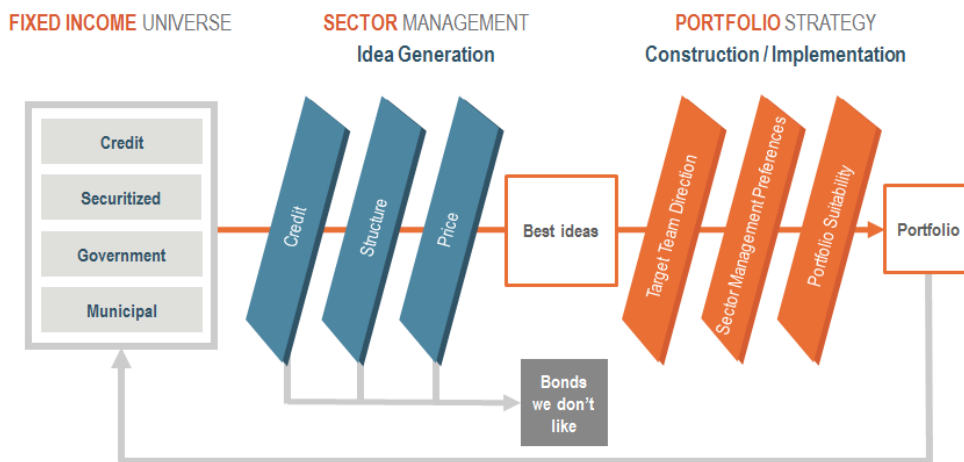 FIXED INCOME UNIVERSE
SECTOR MANAGEMENT
Idea Generation
PORTFOLIO STRATEGY
Construction / Implementation
Credit
Securitized
Government
Municipal
Credit
Structure
Price
Best ideas
Bonds
we don’t
like
Target Team Direction
Sector Management Preferences
Portfolio Suitability
Portfolio